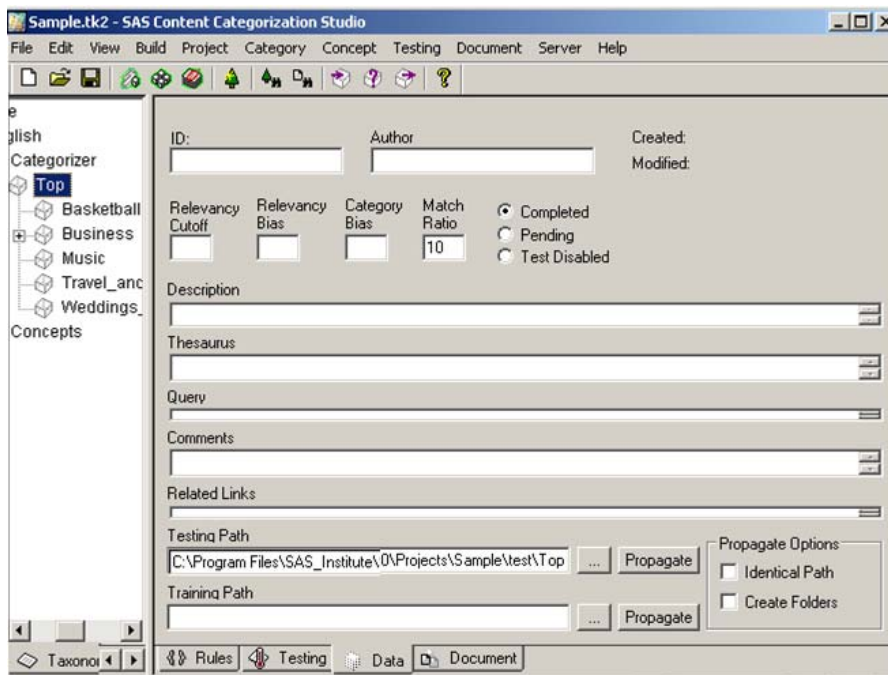 Sample.tk2 - SAS Content Categorization Studio
File Edit View Build Project Category Concept Testing Document Server Help
e
glish
Categorizer
Top
Basketball
Business
Music
Travel_and
Weddings_
Concepts
ID: Author Created:
Modified:
Relevancy Cutoff Relevancy Bias Category Bias Match Ratio
10
Completed
Pending
Test Disabled
Description
Thesaurus
Query
Comments
Related Links
Testing Path
C:\Program Files\SAS_Institute\0\Projects\Sample\test\Top ... Propagate
Training Path
... Propagate
Propagate Options
Identical Path
Create Folders
Taxonor Rules Testing Data Document